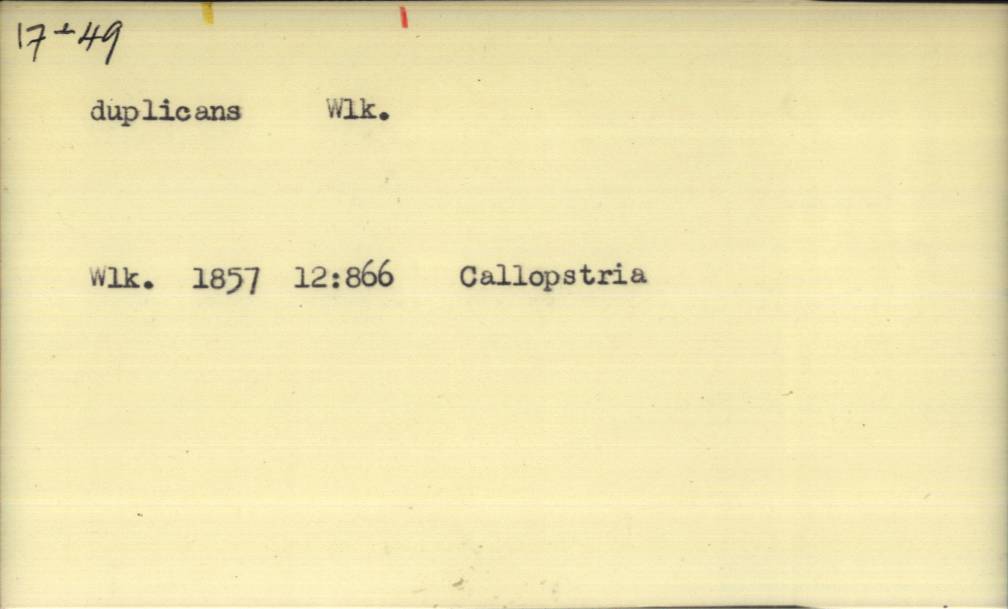 17-49
duplicans Wlk.
Wlk. 1857 12:866 Callopstria